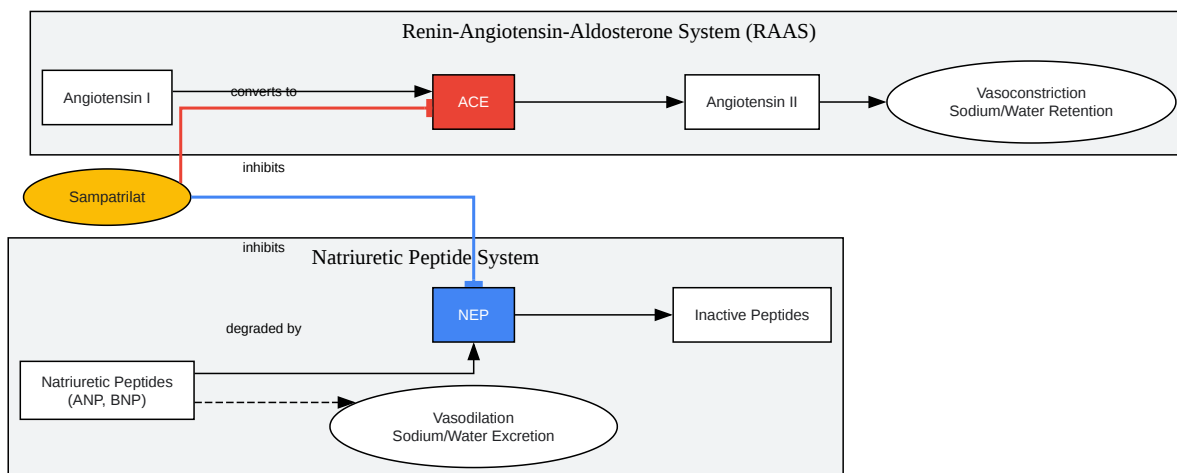 Renin-Angiotensin-Aldosterone System (RAAS)
Angiotensin I
converts to
ACE
Angiotensin II
Vasoconstriction
Sodium/Water Retention
inhibits
Sampatrilat
inhibits
Natriuretic Peptide System
NEP
Inactive Peptides
degraded by
Natriuretic Peptides
(ANP, BNP)
Vasodilation
Sodium/Water Excretion